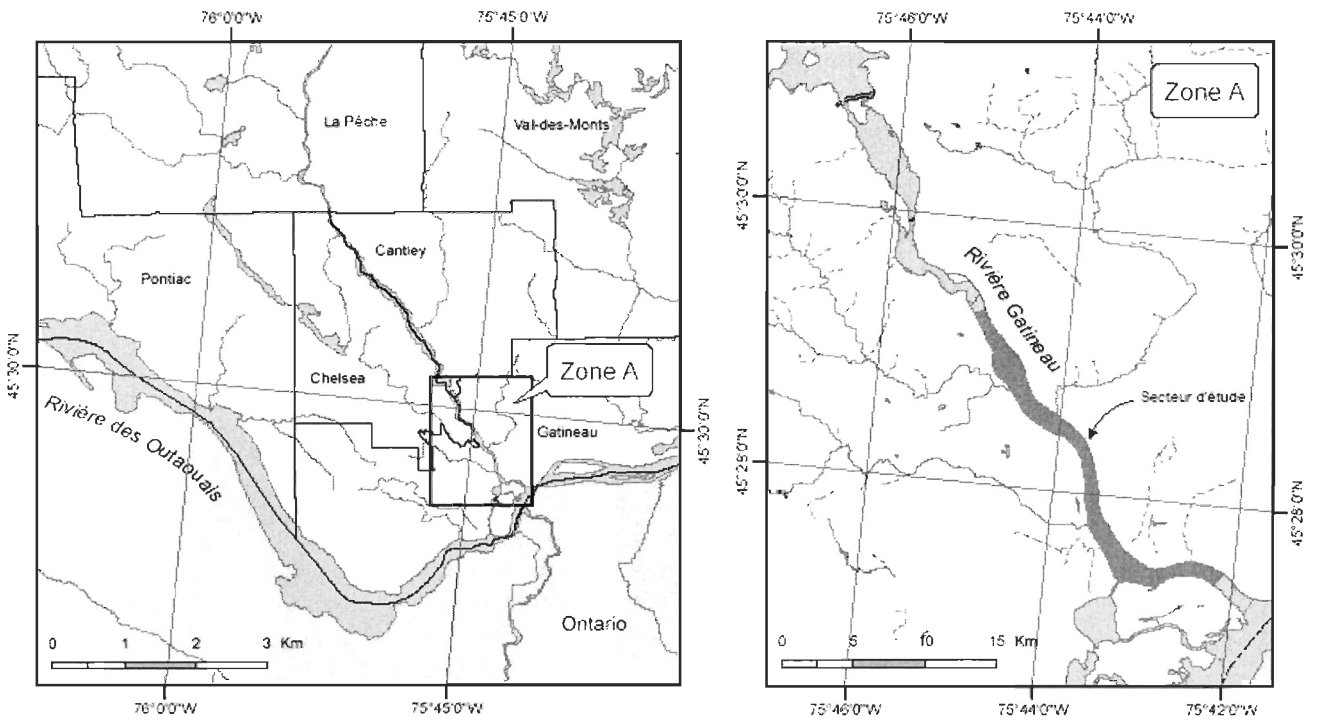 76°0'0"W
75°45'0"W
La Pêche
Val-des-Monts
Cantley
Pontiac
45°30'0"N
Chelsea
Zone A
45°30'0"N
Gatineau
Rivière des Outaouais
Ontario
0 1 2 3 Km
76°0'0"W
75°45'0"W
75°46'0"W
75°44'0"W
Zone A
45°30'0"N
45°30'0"N
Rivière Gatineau
Secteur d'étude
45°28'0"N
45°28'0"N
0 5 10 15 Km
75°46'0"W
75°44'0"W
75°42'0"W